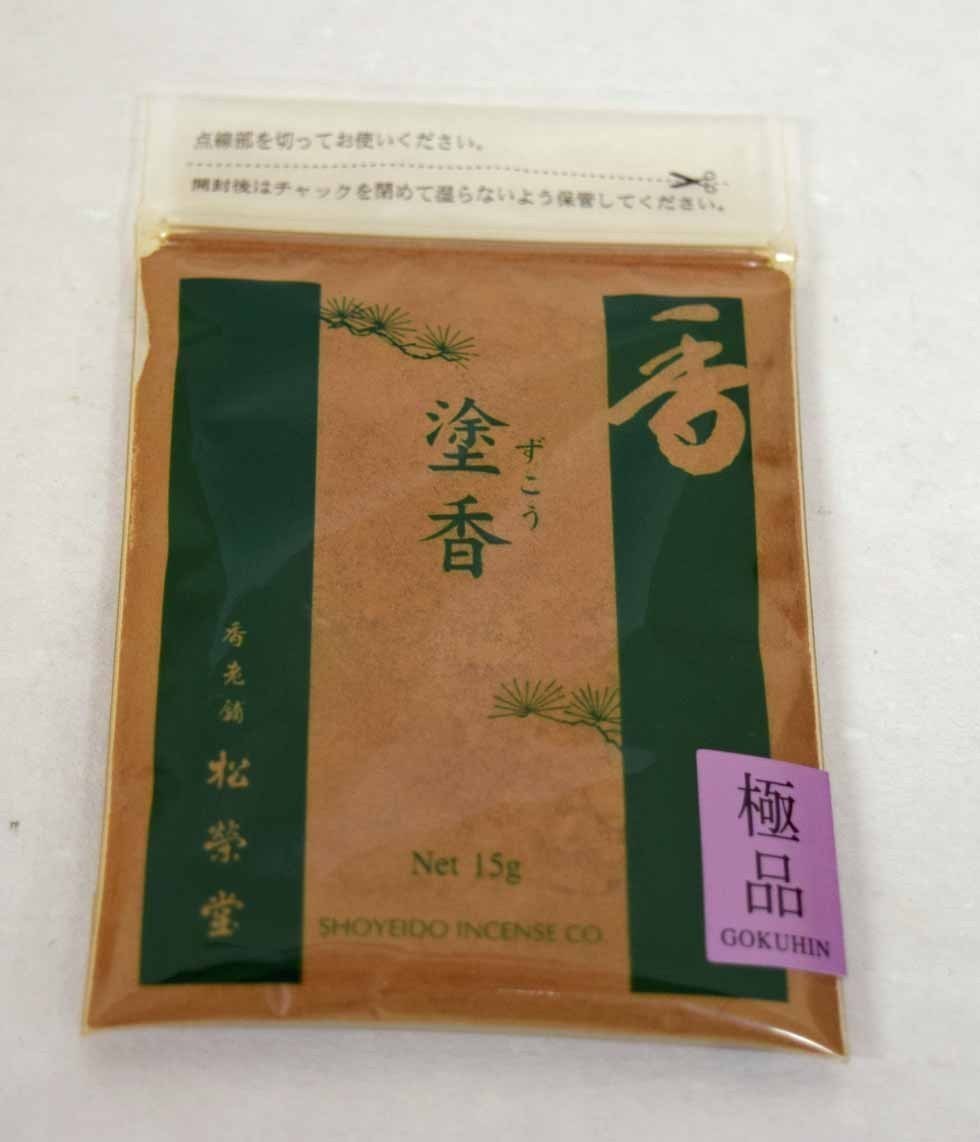 点線部を切ってお使いください。
開封後はチャックを閉めて湿らないよう保管してください。
香
塗香
ずこう
香老舗 松榮堂
Net 15g
SHOYEIDO INCENSE CO.
極品
GOKUHIN